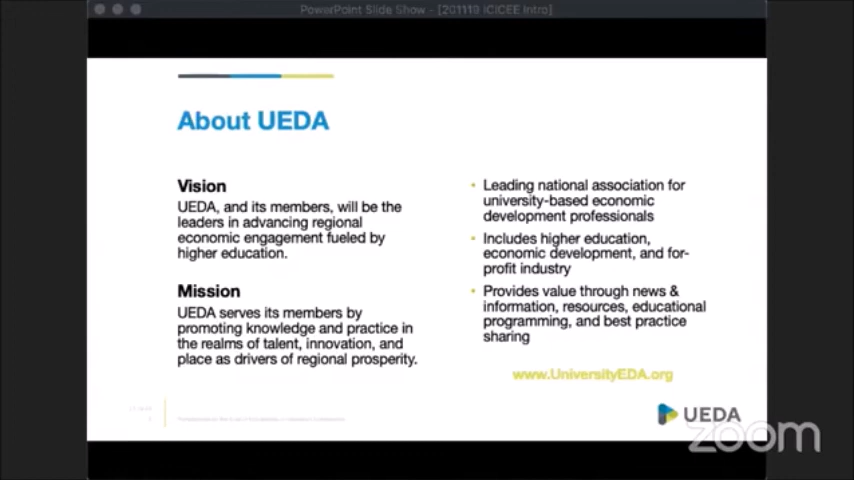 PowerPoint Slide Show - [201119 ICICEE Intro]
About UEDA
Vision
UEDA, and its members, will be the
leaders in advancing regional
economic engagement fueled by
higher education.
Mission
UEDA serves its members by
promoting knowledge and practice in
the realms of talent, innovation, and
place as drivers of regional prosperity.
• Leading national association for
university-based economic
development professionals
• Includes higher education,
economic development, and for-
profit industry
• Provides value through news &
information, resources, educational
programming, and best practice
sharing
www.UniversityEDA.org
UEDA
zoom